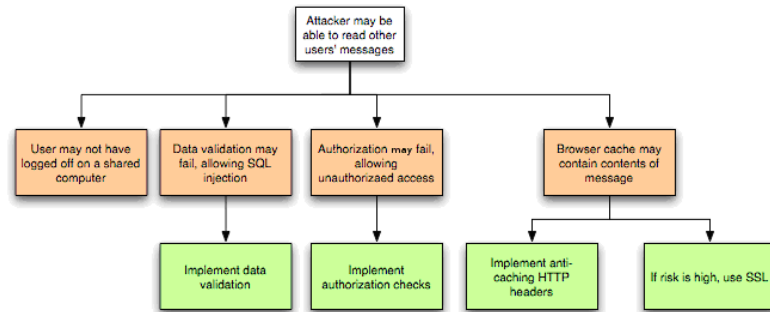 Attacker may be
able to read other
users' messages
User may not have
logged off on a shared
computer
Data validation may
fail, allowing SQL
injection
Authorization may fail,
allowing
unauthorizaed access
Browser cache may
contain contents of
message
Implement data
validation
Implement
authorization checks
Implement anti-
caching HTTP
headers
If risk is high, use SSL